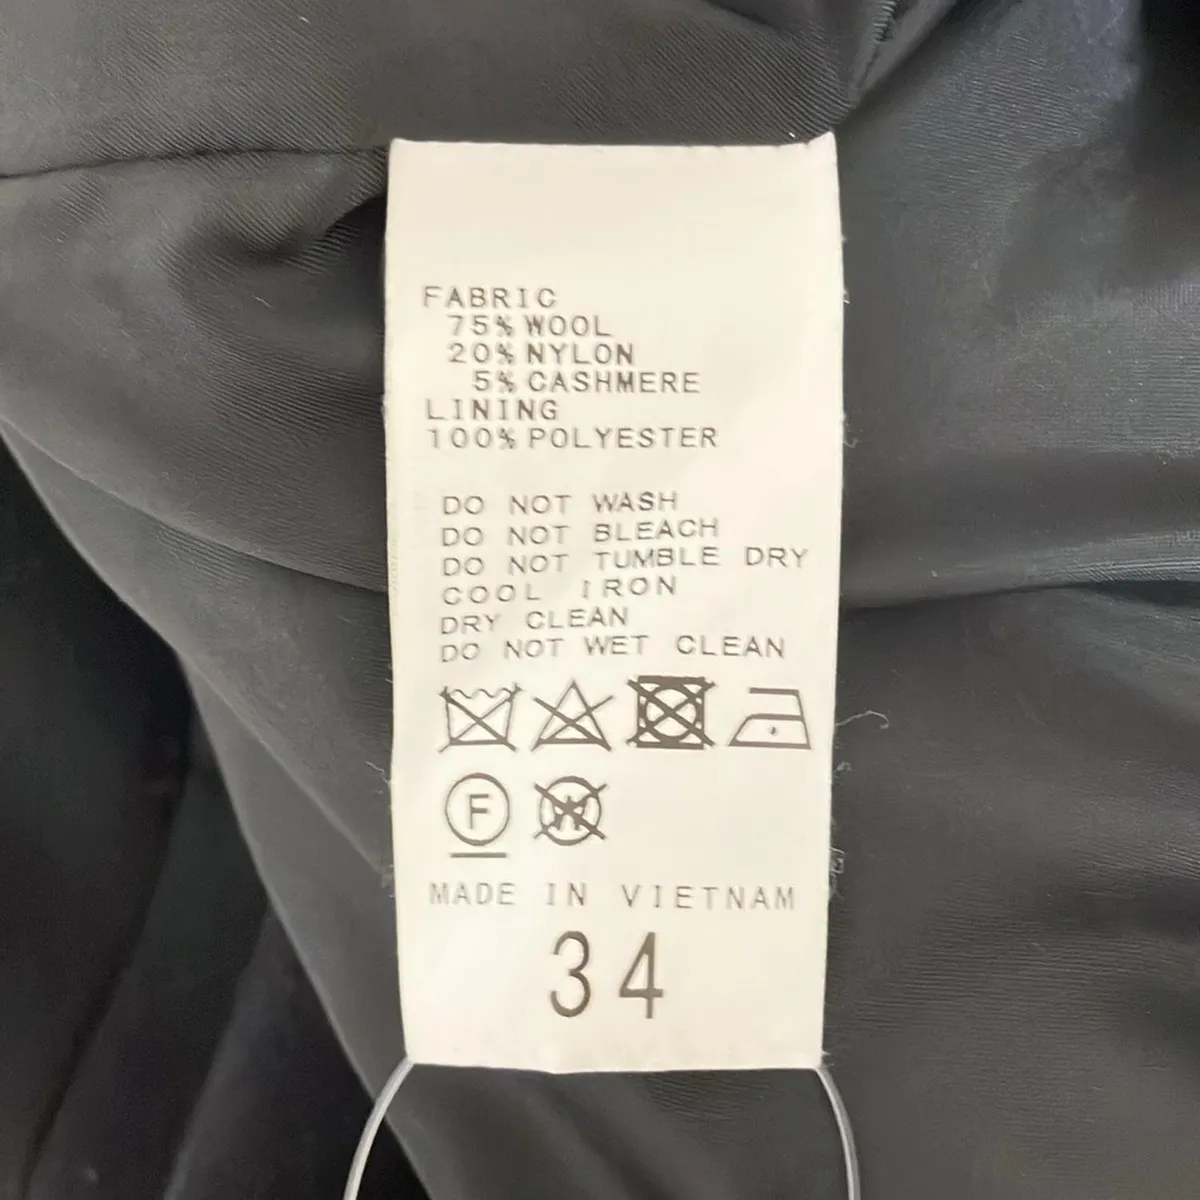 FABRIC
75% WOOL
20% NYLON
5% CASHMERE
LINING
100% POLYESTER
DO NOT WASH
DO NOT BLEACH
DO NOT TUMBLE DRY
COOL IRON
DRY CLEAN
DO NOT WET CLEAN
F W
MADE IN VIETNAM
34